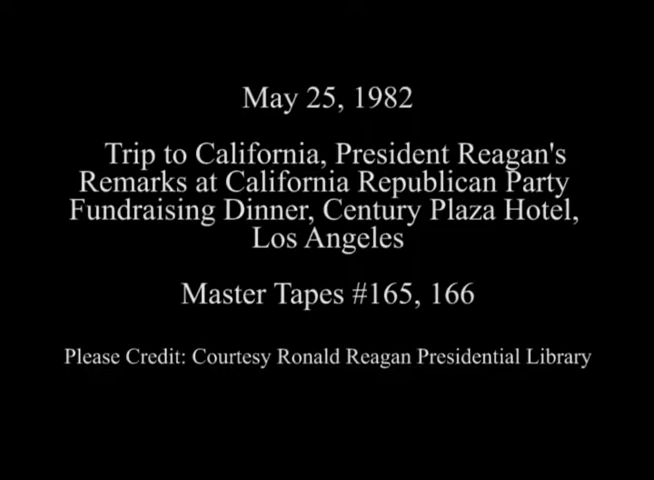 May 25, 1982
Trip to California, President Reagan's
Remarks at California Republican Party
Fundraising Dinner, Century Plaza Hotel,
Los Angeles
Master Tapes #165, 166
Please Credit: Courtesy Ronald Reagan Presidential Library